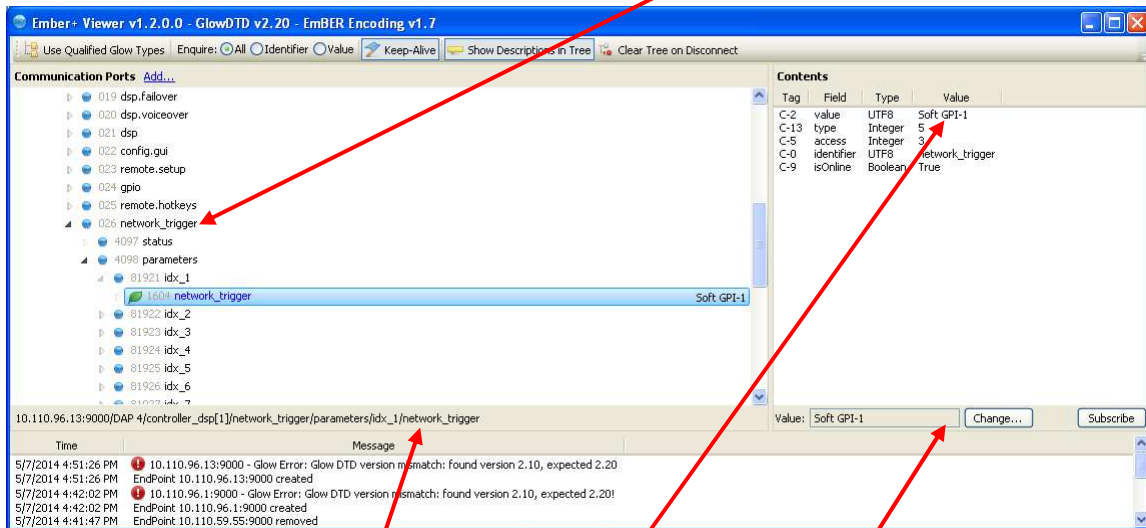 Ember+ Viewer v1.2.0.0 - GlowDTD v2.20 - EmBER Encoding v1.7
Use Qualified Glow Types Enquire: All Identifier Value Keep-Alive Show Descriptions in Tree Clear Tree on Disconnect
Communication Ports Add...
019 dsp.failover
020 dsp.voiceover
021 dsp
022 config.gui
023 remote.setup
024 gpio
025 remote.hotkeys
026 network_trigger
4097 status
4098 parameters
81921 idx_1
1604 network_trigger Soft GPI-1
81922 idx_2
81923 idx_3
81924 idx_4
81925 idx_5
81926 idx_6
81927 idx_7
10.110.96.13:9000/DAP 4/controller_dsp[1]/network_trigger/parameters/idx_1/network_trigger
Contents
Tag Field Type Value
C-2 value UTF8 Soft GPI-1
C-13 type Integer 5
C-5 access Integer 3
C-0 identifier UTF8 network_trigger
C-9 isOnline Boolean True
Value: Soft GPI-1 Change... Subscribe
Time Message
5/7/2014 4:51:26 PM 10.110.96.13:9000 - Glow Error: Glow DTD version mismatch: found version 2.10, expected 2.20
5/7/2014 4:51:26 PM EndPoint 10.110.96.13:9000 created
5/7/2014 4:42:02 PM 10.110.96.1:9000 - Glow Error: Glow DTD version mismatch: found version 2.10, expected 2.20!
5/7/2014 4:42:02 PM EndPoint 10.110.96.1:9000 created
5/7/2014 4:41:47 PM EndPoint 10.110.59.55:9000 removed